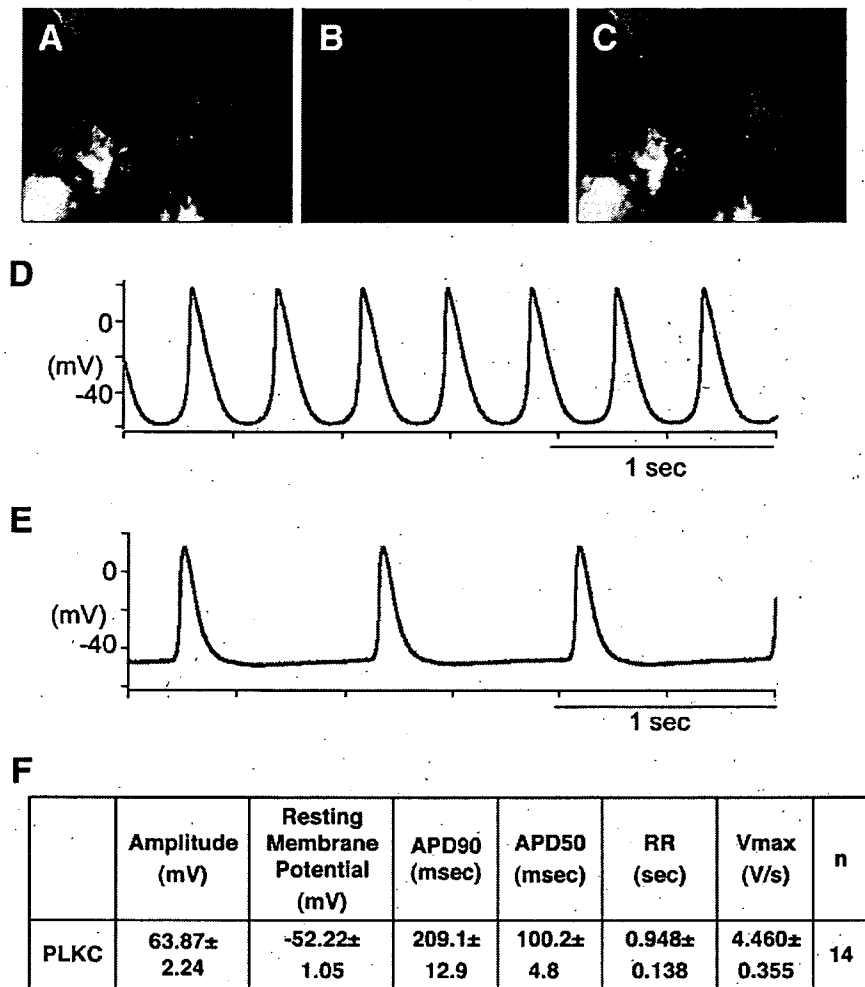 A B C
D
0
(mV)
-40
1 sec
E
0
(mV)
-40
1 sec
F
Amplitude (mV) Resting Membrane Potential (mV) APD90 (msec) APD50 (msec) RR (sec) Vmax (V/s) n
PLKC 63.87± 2.24 -52.22± 1.05 209.1± 12.9 100.2± 4.8 0.948± 0.138 4.460± 0.355 14